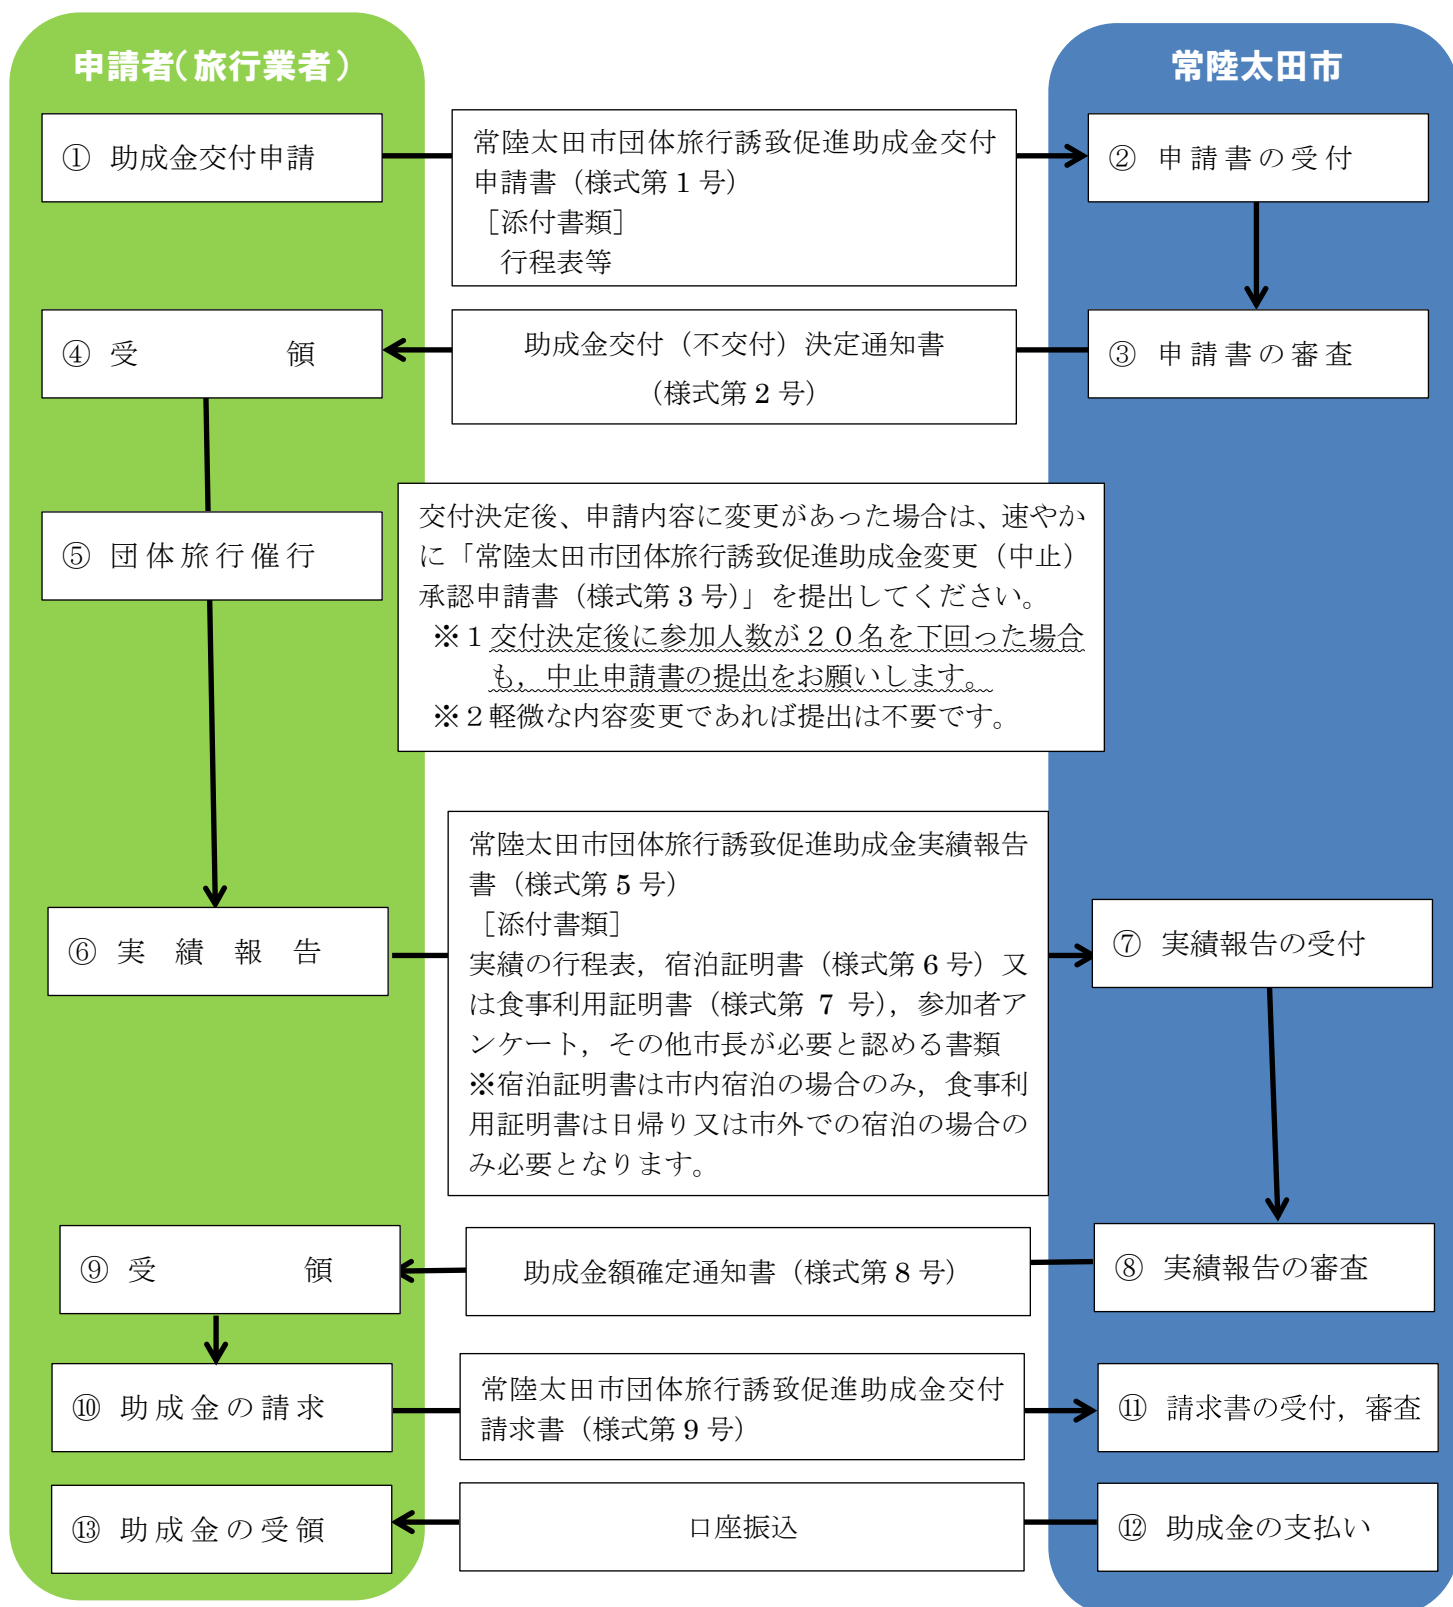 申請者（旅行業者）
常陸太田市
① 助成金交付申請
常陸太田市団体旅行誘致促進助成金交付
申請書（様式第１号）
［添付書類］
行程表等
② 申請書の受付
④ 受　　　　　領
助成金交付（不交付）決定通知書
（様式第２号）
③ 申請書の審査
⑤ 団体旅行催行
交付決定後、申請内容に変更があった場合は、速やか
に「常陸太田市団体旅行誘致促進助成金変更（中止）
承認申請書（様式第３号）」を提出してください。
※１交付決定後に参加人数が２０名を下回った場合
も，中止申請書の提出をお願いします。
※２軽微な内容変更であれば提出は不要です。
常陸太田市団体旅行誘致促進助成金実績報告
書（様式第５号）
［添付書類］
実績の行程表，宿泊証明書（様式第６号）又
は食事利用証明書（様式第 7 号），参加者ア
ンケート，その他市長が必要と認める書類
※宿泊証明書は市内宿泊の場合のみ，食事利
用証明書は日帰り又は市外での宿泊の場合の
み必要となります。
⑥ 実　績　報　告
⑦ 実績報告の受付
⑨ 受　　　　　領
助成金額確定通知書（様式第８号）
⑧ 実績報告の審査
⑩ 助成金の請求
常陸太田市団体旅行誘致促進助成金交付
請求書（様式第９号）
⑪ 請求書の受付，審査
⑬ 助成金の受領
口座振込
⑫ 助成金の支払い